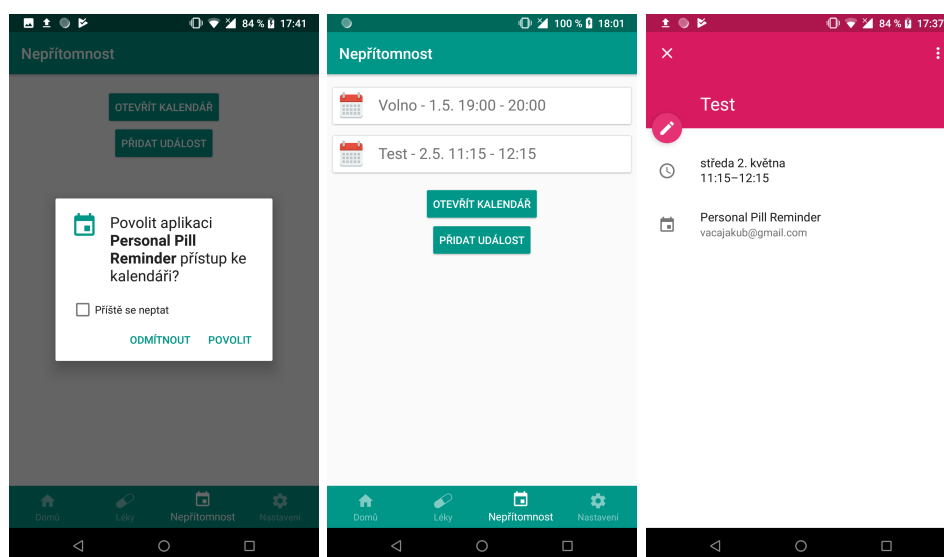 84 % 17:41
Nepřítomnost
OTEVŘÍT KALENDÁŘ
PŘIDAT UDÁLOST
Povolit aplikaci
Personal Pill
Reminder přístup ke
kalendáři?
Příště se neptat
ODMÍTNOUT POVOLIT
Domů Léky Nepřítomnost Nastavení
100 % 18:01
Nepřítomnost
Volno - 1.5. 19:00 - 20:00
Test - 2.5. 11:15 - 12:15
OTEVŘÍT KALENDÁŘ
PŘIDAT UDÁLOST
Domů Léky Nepřítomnost Nastavení
84 % 17:37
Test
středa 2. května
11:15–12:15
Personal Pill Reminder
vacajakub@gmail.com